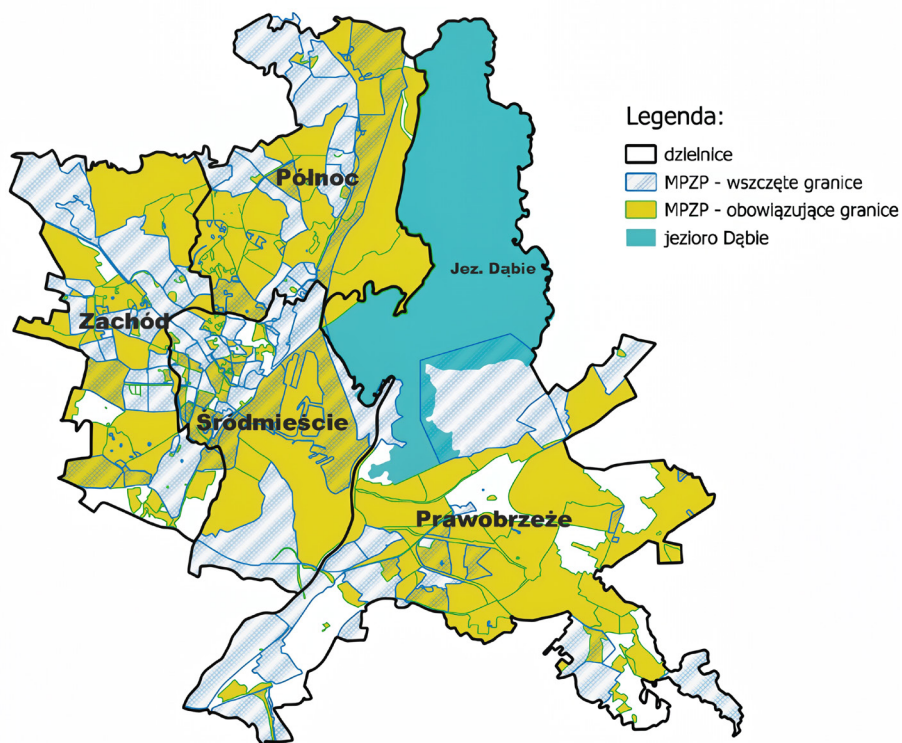 Legenda:
dzielnice
MPZP - wszczęte granice
MPZP - obowiązujące granice
jezioro Dąbie
Północ
Jez. Dąbie
Zachód
Śródmieście
Prawobrzeże